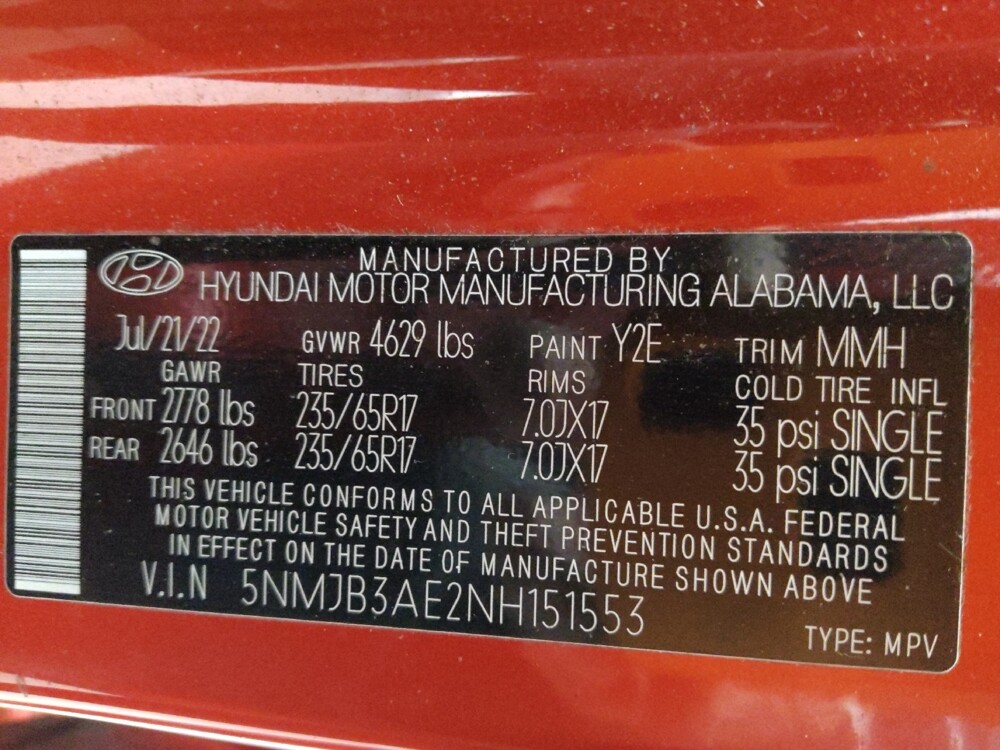 MANUFACTURED BY
HYUNDAI MOTOR MANUFACTURING ALABAMA, LLC
Jul/21/22 GVWR 4629 lbs PAINT Y2E TRIM MMH
GAWR TIRES RIMS COLD TIRE INFL
FRONT 2778 lbs 235/65R17 7.0JX17 35 psi SINGLE
REAR 2646 lbs 235/65R17 7.0JX17 35 psi SINGLE
THIS VEHICLE CONFORMS TO ALL APPLICABLE U.S.A. FEDERAL
MOTOR VEHICLE SAFETY AND THEFT PREVENTION STANDARDS
IN EFFECT ON THE DATE OF MANUFACTURE SHOWN ABOVE
V.I.N 5NMJB3AE2NH151553
TYPE: MPV